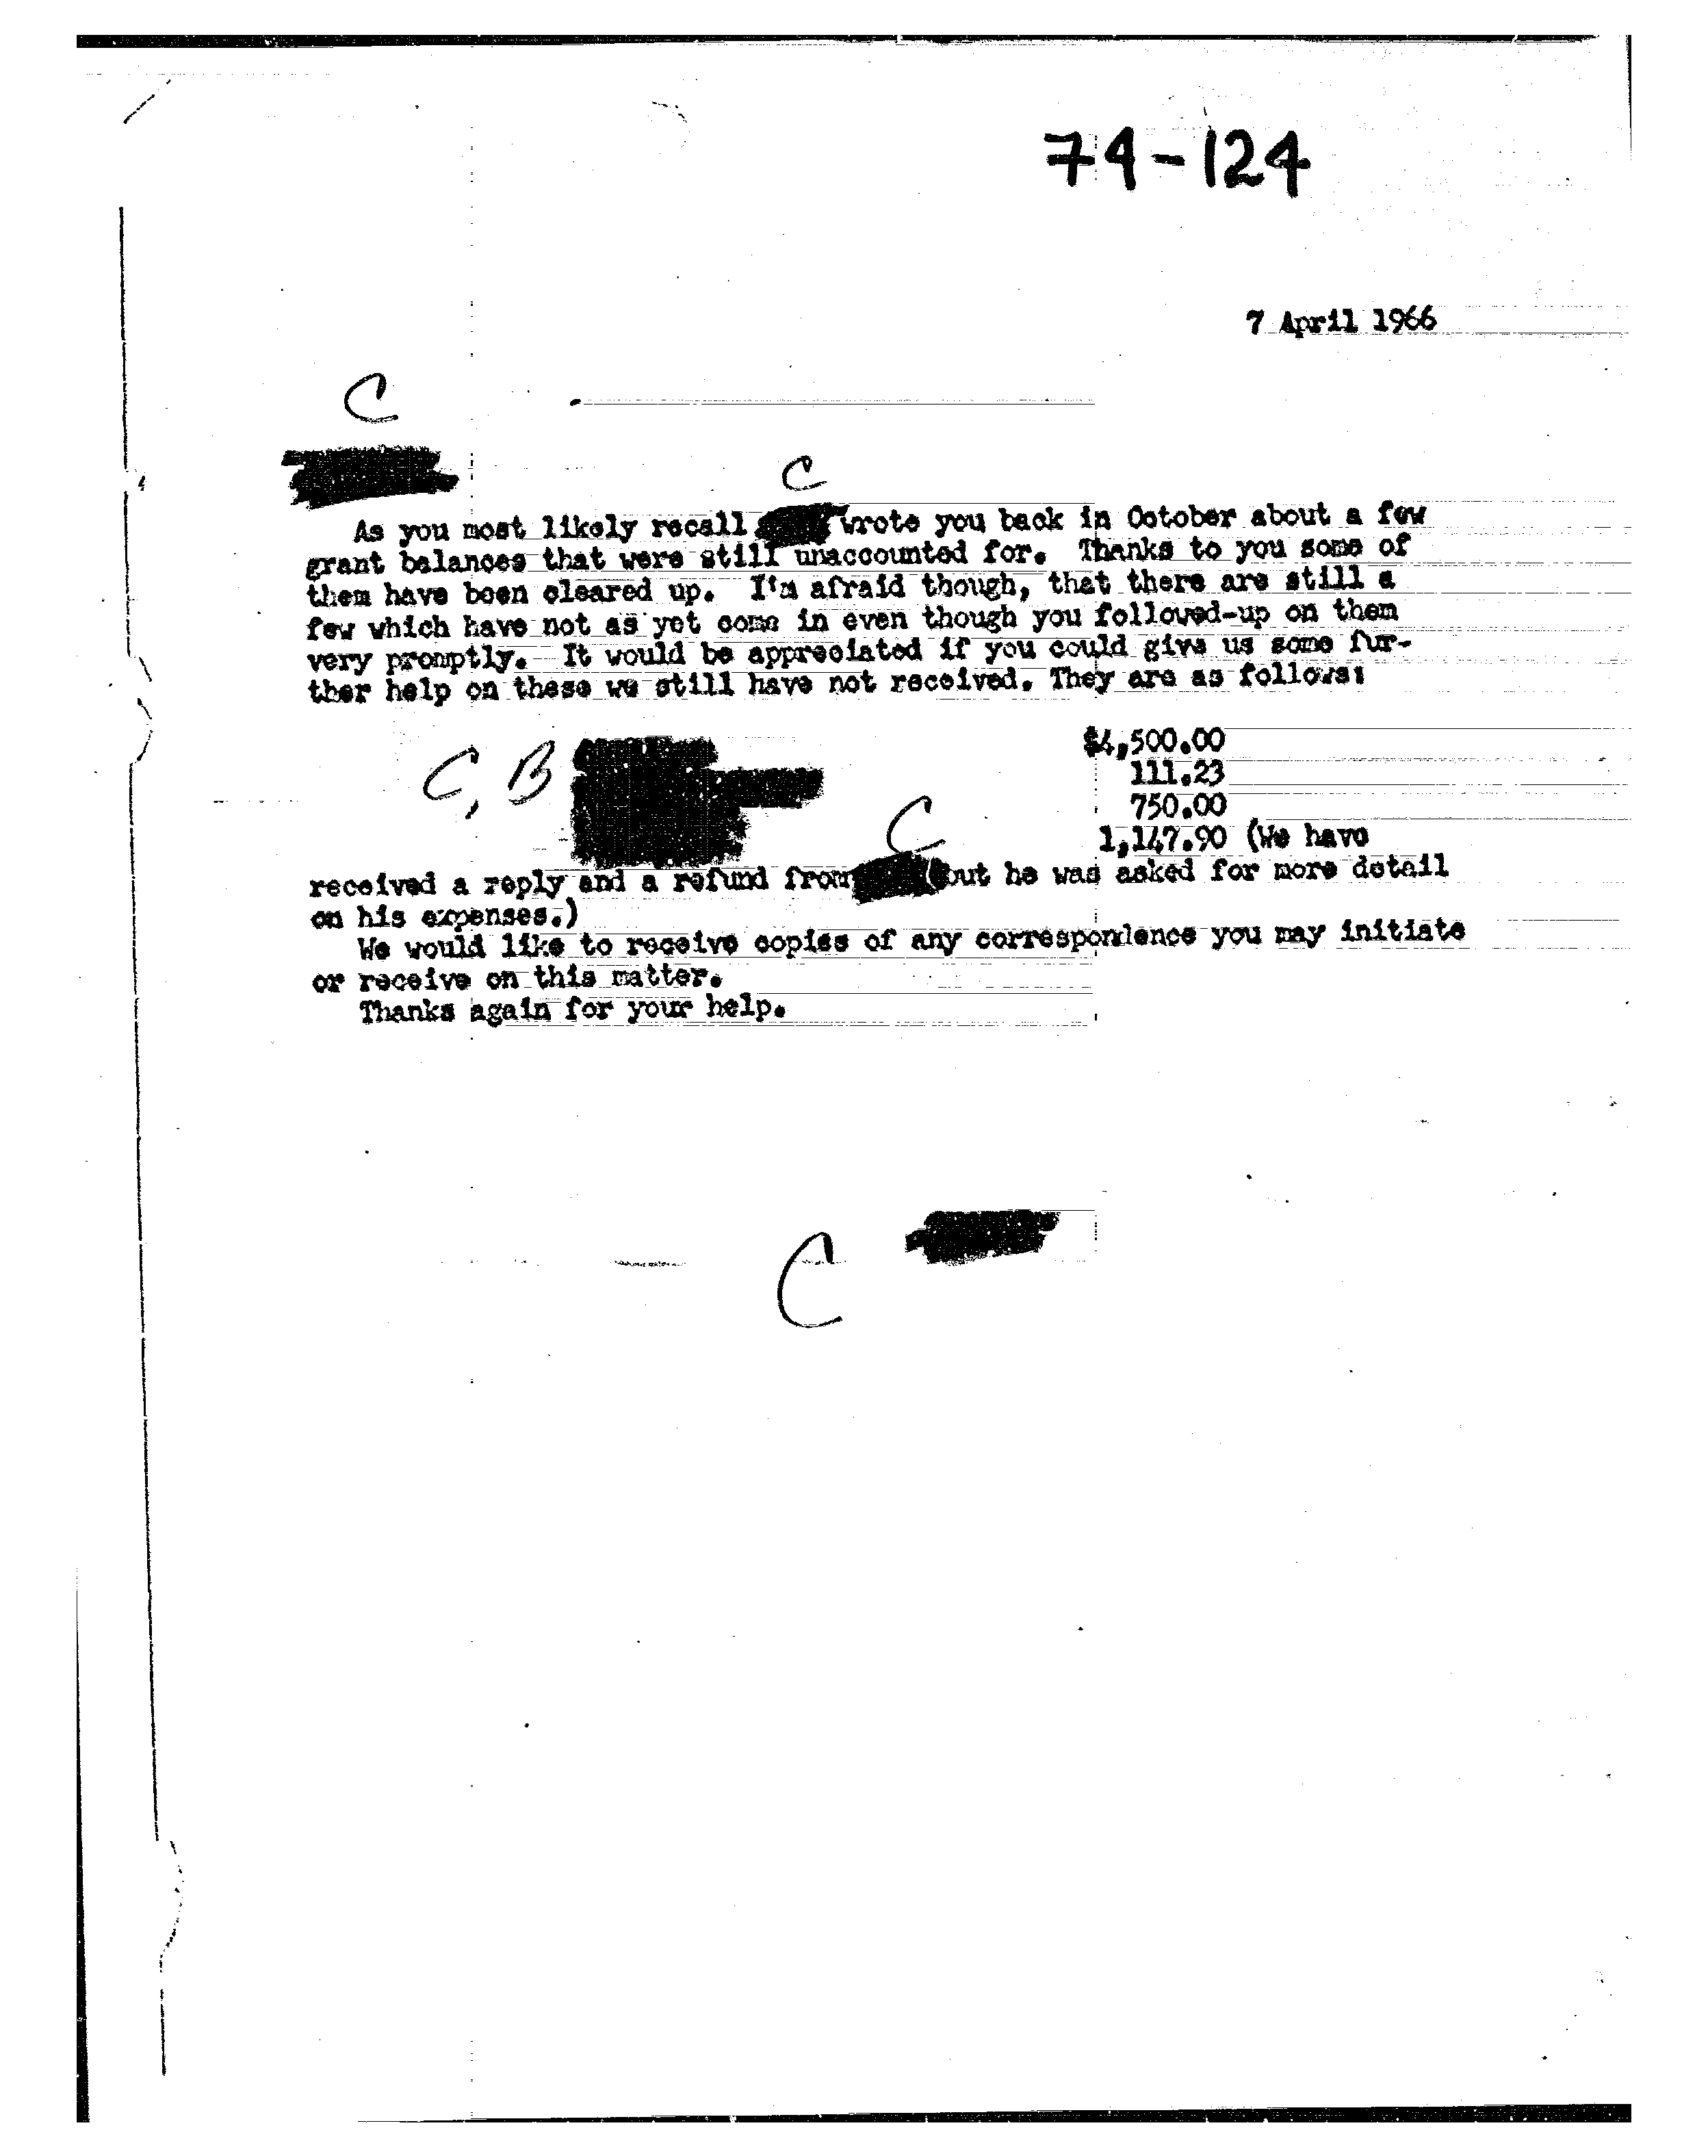 74-124
7 April 1966
C
C
As you most likely recall wrote you back in October about a few
grant balances that were still unaccounted for. Thanks to you some of
them have been cleared up. I'm afraid though, that there are still a
few which have not as yet come in even though you followed-up on them
very promptly. It would be appreciated if you could give us some fur-
ther help on these we still have not received. They are as follows:
C, B
$4,500.00
111.23
750.00
C
1,147.90 (We have
received a reply and a refund from (but he was asked for more detail
on his expenses.)
We would like to receive copies of any correspondence you may initiate
or receive on this matter.
Thanks again for your help.
C